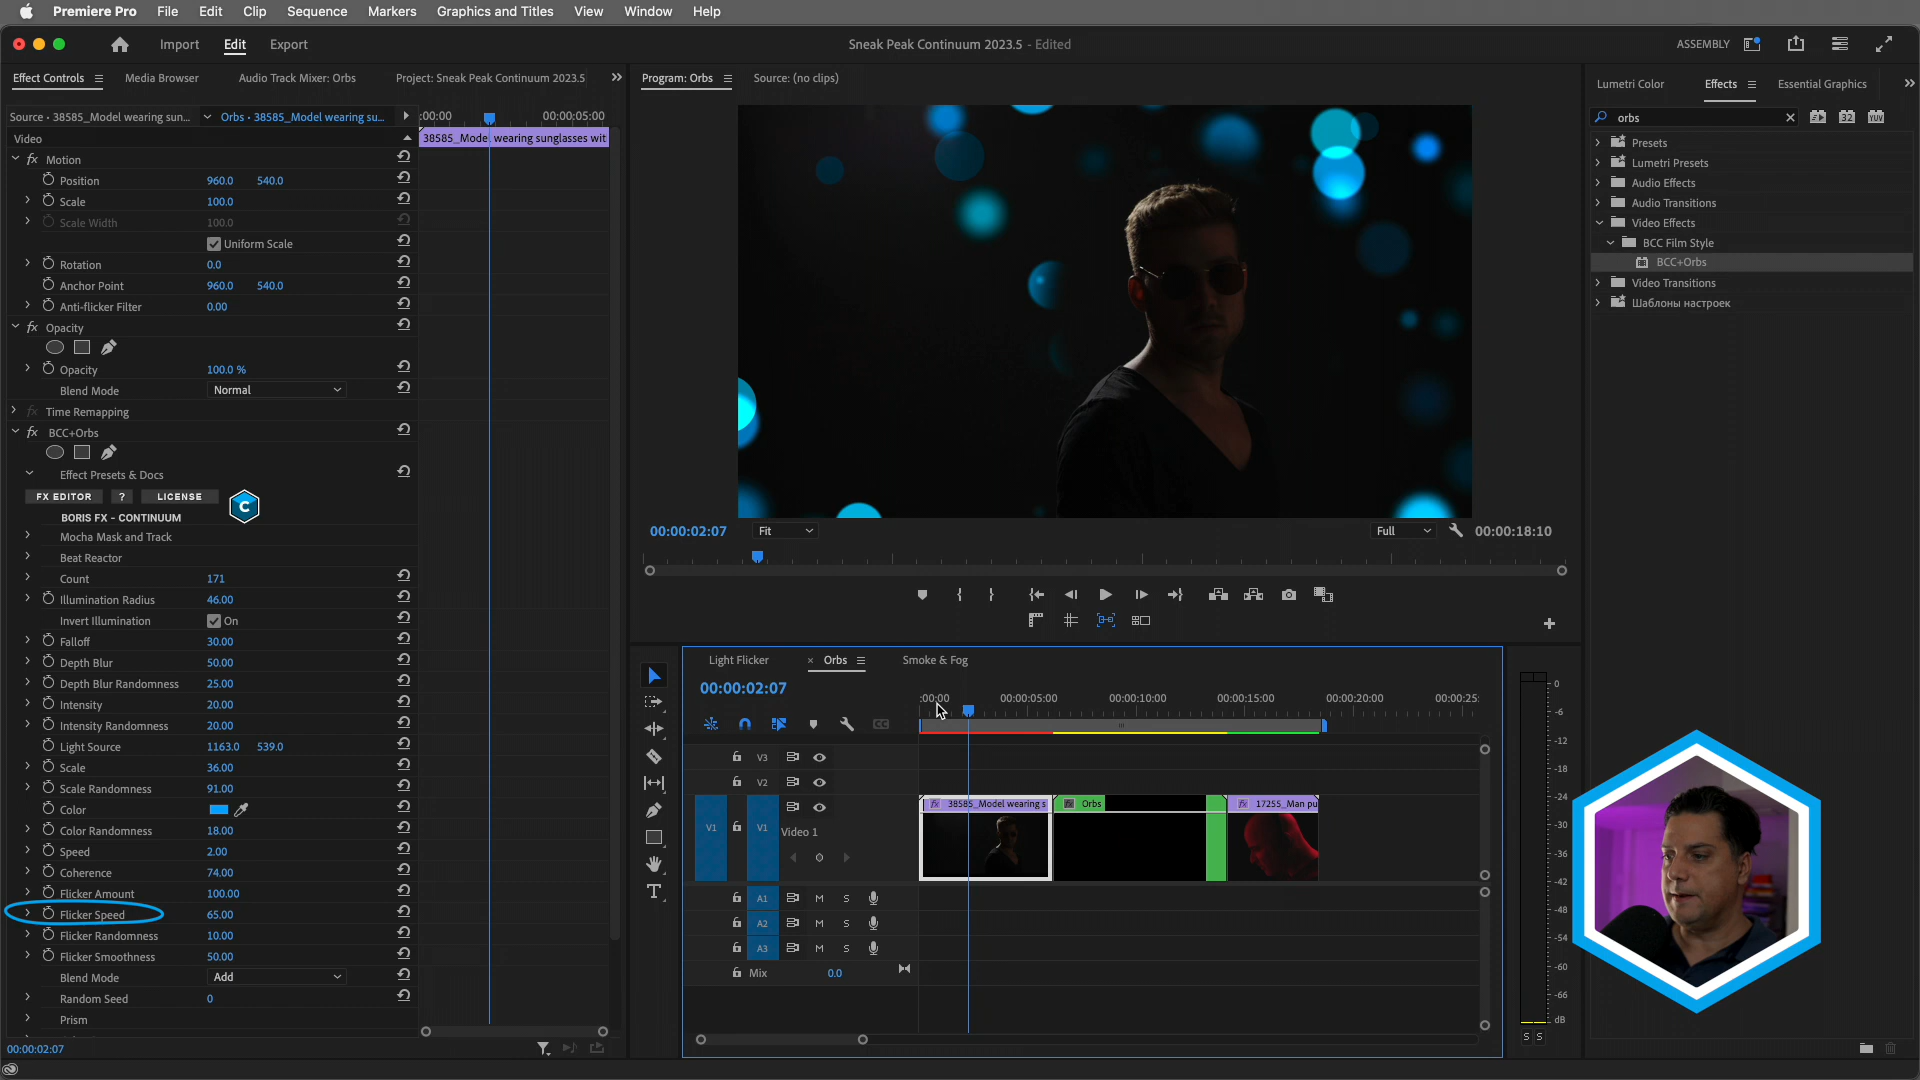 Premiere Pro File Edit Clip Sequence Markers Graphics and Titles View Window Help
Import Edit Export
Sneak Peak Continuum 2023.5 - Edited
ASSEMBLY
Effect Controls Media Browser Audio Track Mixer: Orbs Project: Sneak Peak Continuum 2023.5
Source • 38585_Model wearing sun... Orbs • 38585_Model wearing su...
:00:00 00:00:05:00
Video
38585_Model wearing sunglasses wit
fx Motion
Position 960.0 540.0
Scale 100.0
Scale Width 100.0
Uniform Scale
Rotation 0.0
Anchor Point 960.0 540.0
Anti-flicker Filter 0.00
fx Opacity
Opacity 100.0 %
Blend Mode Normal
fx Time Remapping
fx BCC+Orbs
Effect Presets & Docs
FX EDITOR ? LICENSE C
BORIS FX - CONTINUUM
Mocha Mask and Track
Beat Reactor
Count 171
Illumination Radius 46.00
Invert Illumination On
Falloff 30.00
Depth Blur 50.00
Depth Blur Randomness 25.00
Intensity 20.00
Intensity Randomness 20.00
Light Source 1163.0 539.0
Scale 36.00
Scale Randomness 91.00
Color
Color Randomness 18.00
Speed 2.00
Coherence 74.00
Flicker Amount 100.00
Flicker Speed 65.00
Flicker Randomness 10.00
Flicker Smoothness 50.00
Blend Mode Add
Random Seed 0
Prism
00:00:02:07
Program: Orbs Source: (no clips)
00:00:02:07 Fit Full 00:00:18:10
Light Flicker × Orbs Smoke & Fog
00:00:02:07
:00:00 00:00:05:00 00:00:10:00 00:00:15:00 00:00:20:00 00:00:25:
CC
V3
V2
fx 38585_Model wearing s fx Orbs fx 17255_Man pu
V1 V1 Video 1
A1 M S
A2 M S
A3 M S
Mix 0.0
0
-6
-12
-18
-24
-30
-36
-42
-48
-54
-60
-66
dB
S S
Lumetri Color Effects Essential Graphics
orbs
32 YUV
Presets
Lumetri Presets
Audio Effects
Audio Transitions
Video Effects
BCC Film Style
BCC+Orbs
Video Transitions
Шаблоны настроек